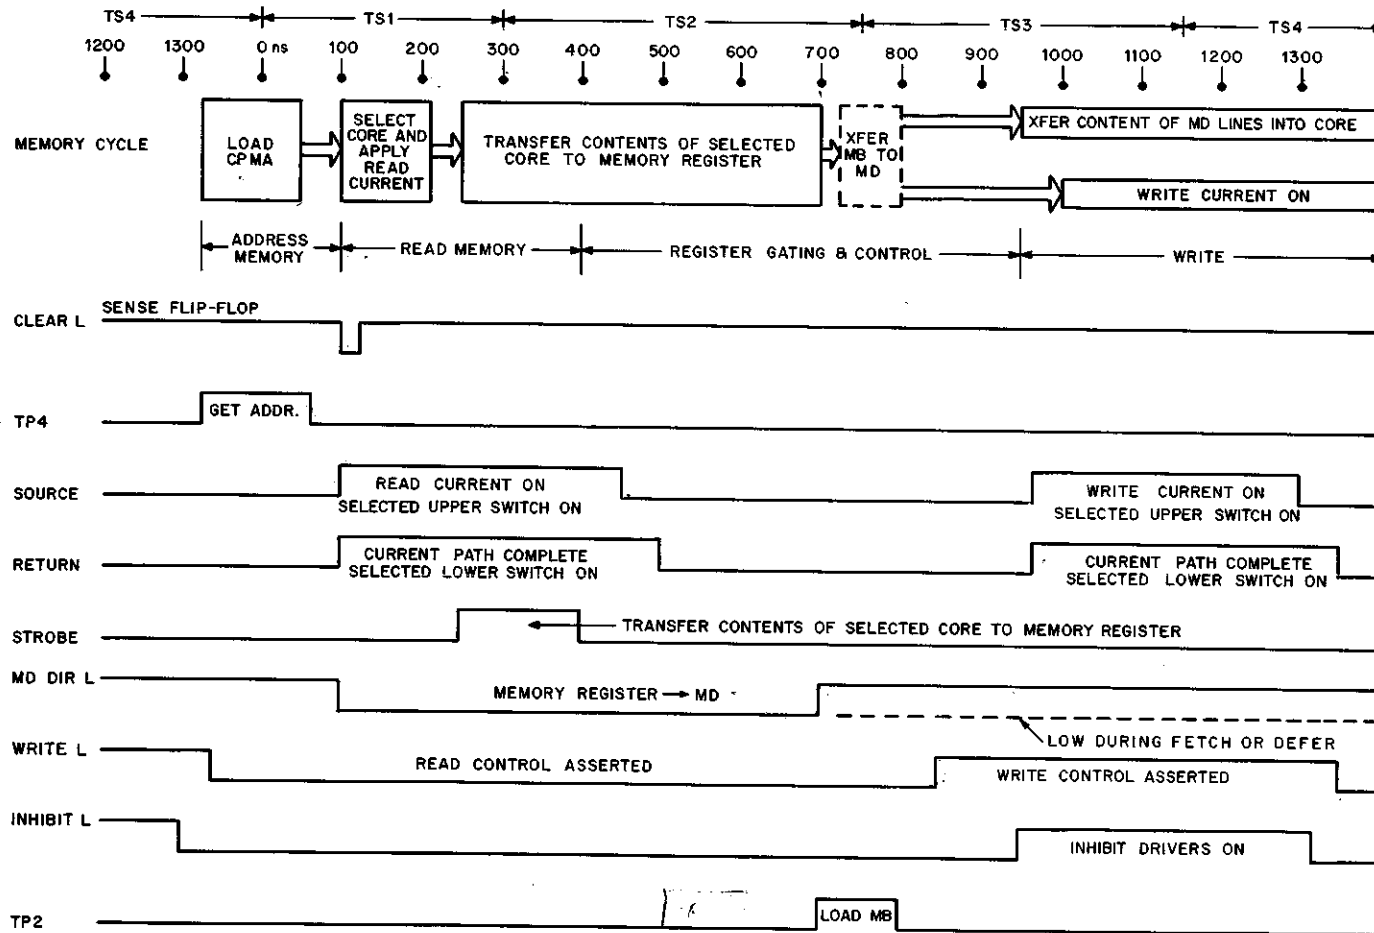 TS4 TS1 TS2 TS3 TS4
1200 1300 0 ns 100 200 300 400 500 600 700 800 900 1000 1100 1200 1300
MEMORY CYCLE
LOAD
CPMA
SELECT
CORE AND
APPLY
READ
CURRENT
TRANSFER CONTENTS OF SELECTED
CORE TO MEMORY REGISTER
XFER
MB TO
MD
XFER CONTENT OF MD LINES INTO CORE
WRITE CURRENT ON
ADDRESS
MEMORY
READ MEMORY
REGISTER GATING & CONTROL
WRITE
SENSE FLIP-FLOP
CLEAR L
TP4
GET ADDR.
SOURCE
READ CURRENT ON
SELECTED UPPER SWITCH ON
WRITE CURRENT ON
SELECTED UPPER SWITCH ON
RETURN
CURRENT PATH COMPLETE
SELECTED LOWER SWITCH ON
CURRENT PATH COMPLETE
SELECTED LOWER SWITCH ON
STROBE
TRANSFER CONTENTS OF SELECTED CORE TO MEMORY REGISTER
MD DIR L
MEMORY REGISTER → MD
LOW DURING FETCH OR DEFER
WRITE L
READ CONTROL ASSERTED
WRITE CONTROL ASSERTED
INHIBIT L
INHIBIT DRIVERS ON
TP2
LOAD MB